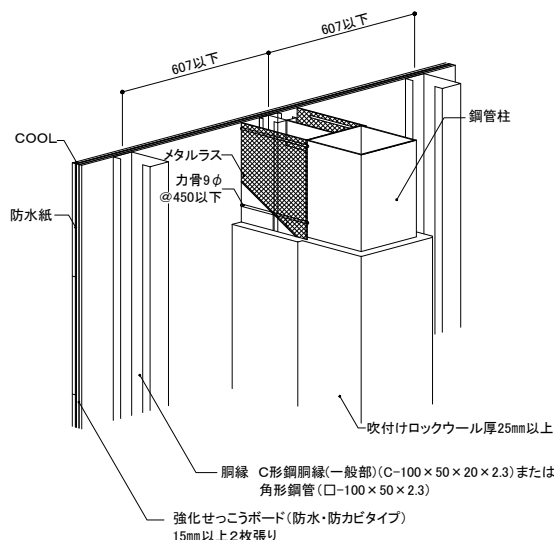 607以下
607以下
COOL
鋼管柱
メタルラス
力骨9φ
@450以下
防水紙
吹付けロックウール厚25mm以上
胴縁 C形鋼胴縁(一般部)(C-100×50×20×2.3)または
角形鋼管(□-100×50×2.3)
強化せっこうボード(防水・防カビタイプ)
15mm以上2枚張り